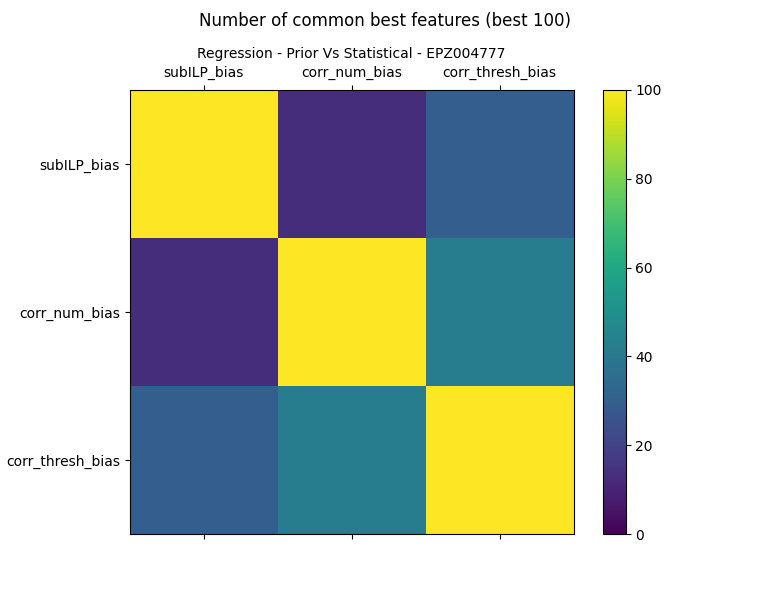 Number of common best features (best 100)
Regression - Prior Vs Statistical - EPZ004777
subILP_bias corr_num_bias corr_thresh_bias
subILP_bias
corr_num_bias
corr_thresh_bias
100
80
60
40
20
0